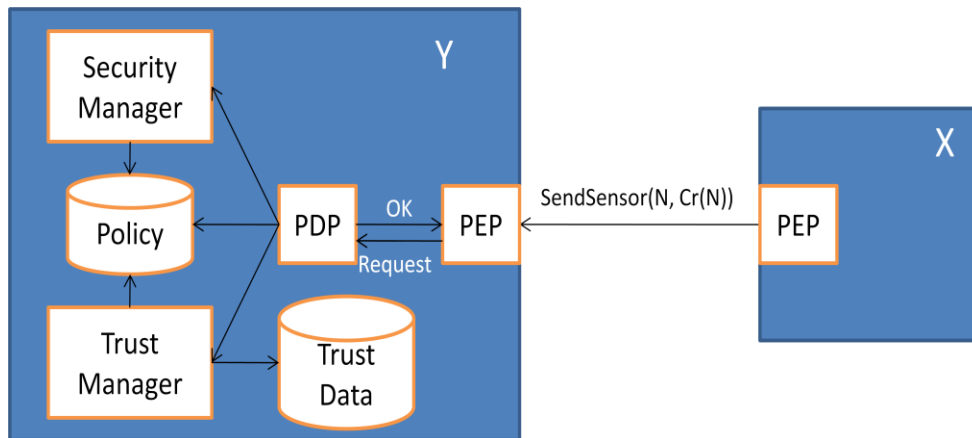 Y
Security
Manager
Policy
Trust
Manager
PDP
OK
Request
PEP
Trust
Data
SendSensor(N, Cr(N))
X
PEP